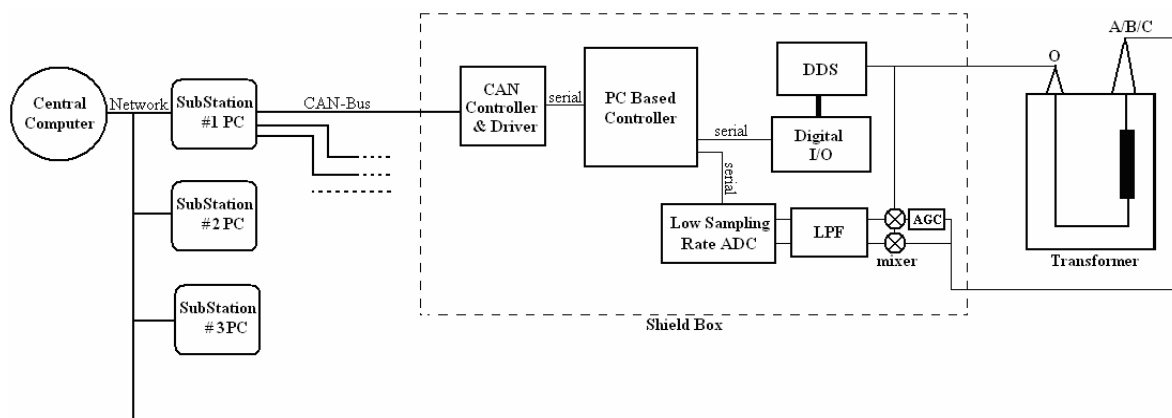 A/B/C
O
DDS
Central
Computer
Network
SubStation
#1 PC
CAN-Bus
CAN
Controller
& Driver
serial
PC Based
Controller
serial
Digital
I/O
serial
SubStation
#2 PC
Low Sampling
Rate ADC
LPF
AGC
mixer
Transformer
SubStation
#3 PC
Shield Box